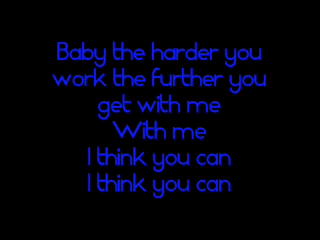 Baby the harder you
work the further you
get with me
With me
I think you can
I think you can